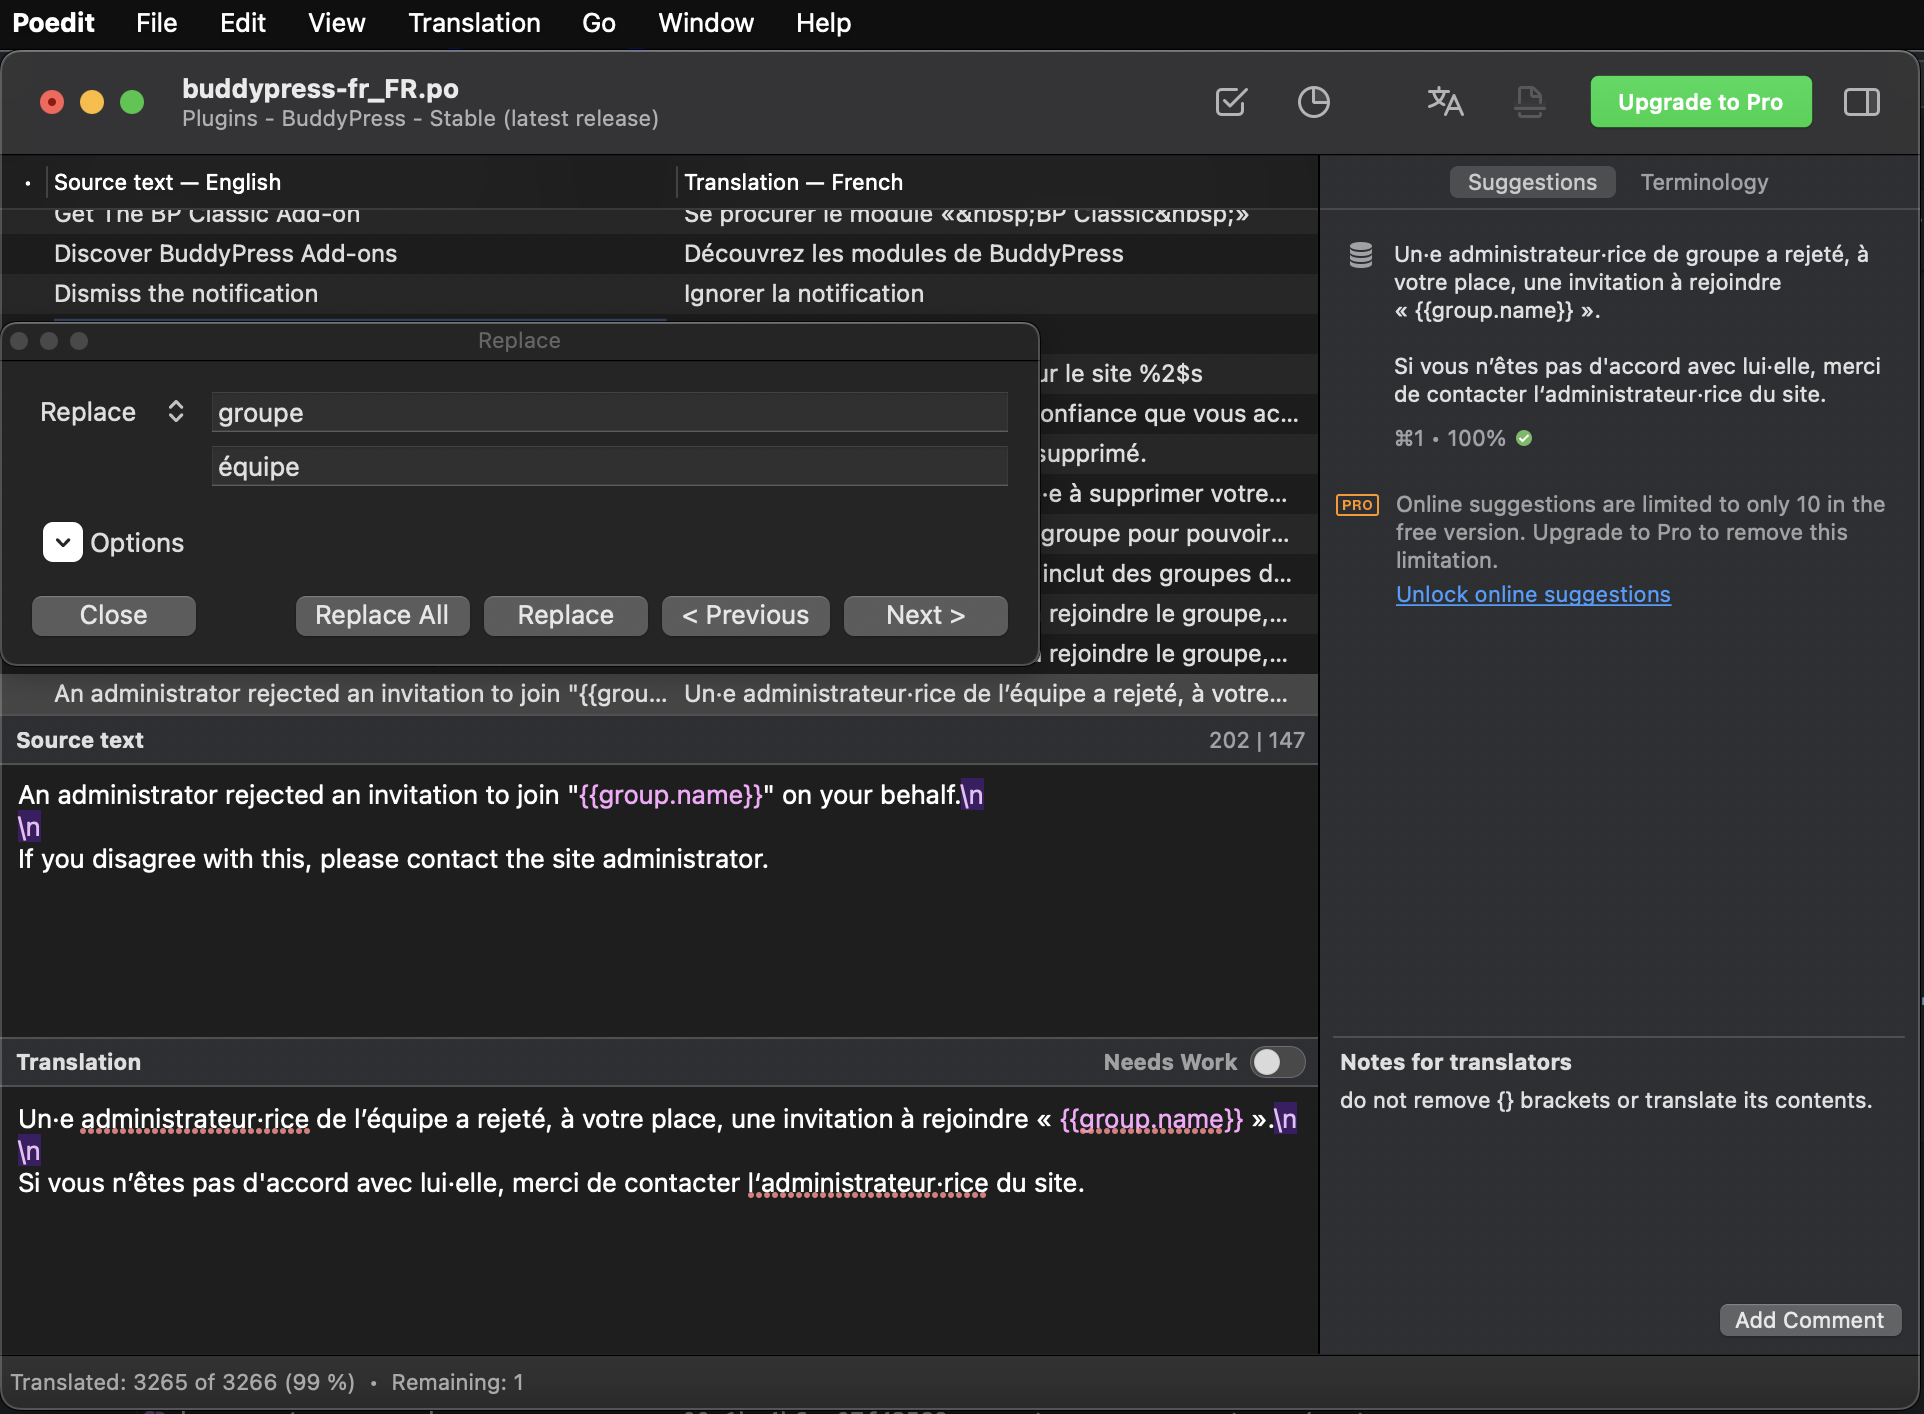 Poedit File Edit View Translation Go Window Help
buddypress-fr_FR.po
Plugins - BuddyPress - Stable (latest release)
Upgrade to Pro
Source text — English Translation — French
Get The BP Classic Add-on Se procurer le module «&nbsp;BP Classic&nbsp;»
Discover BuddyPress Add-ons Découvrez les modules de BuddyPress
Dismiss the notification Ignorer la notification
Replace
ur le site %2$s
Replace groupe
onfiance que vous ac...
supprimé.
équipe
·e à supprimer votre...
groupe pour pouvoir...
Options
inclut des groupes d...
Close Replace All Replace < Previous Next >
rejoindre le groupe,...
rejoindre le groupe,...
An administrator rejected an invitation to join "{{grou... Un·e administrateur·rice de l’équipe a rejeté, à votre...
Source text 202 | 147
An administrator rejected an invitation to join "{{group.name}}" on your behalf.\n
\n
If you disagree with this, please contact the site administrator.
Translation Needs Work
Un·e administrateur·rice de l’équipe a rejeté, à votre place, une invitation à rejoindre « {{group.name}} ».\n
\n
Si vous n’êtes pas d'accord avec lui·elle, merci de contacter l’administrateur·rice du site.
Translated: 3265 of 3266 (99 %) • Remaining: 1
Suggestions Terminology
Un·e administrateur·rice de groupe a rejeté, à
votre place, une invitation à rejoindre
« {{group.name}} ».
Si vous n’êtes pas d'accord avec lui·elle, merci
de contacter l’administrateur·rice du site.
⌘1 • 100%
PRO Online suggestions are limited to only 10 in the
free version. Upgrade to Pro to remove this
limitation.
Unlock online suggestions
Notes for translators
do not remove {} brackets or translate its contents.
Add Comment